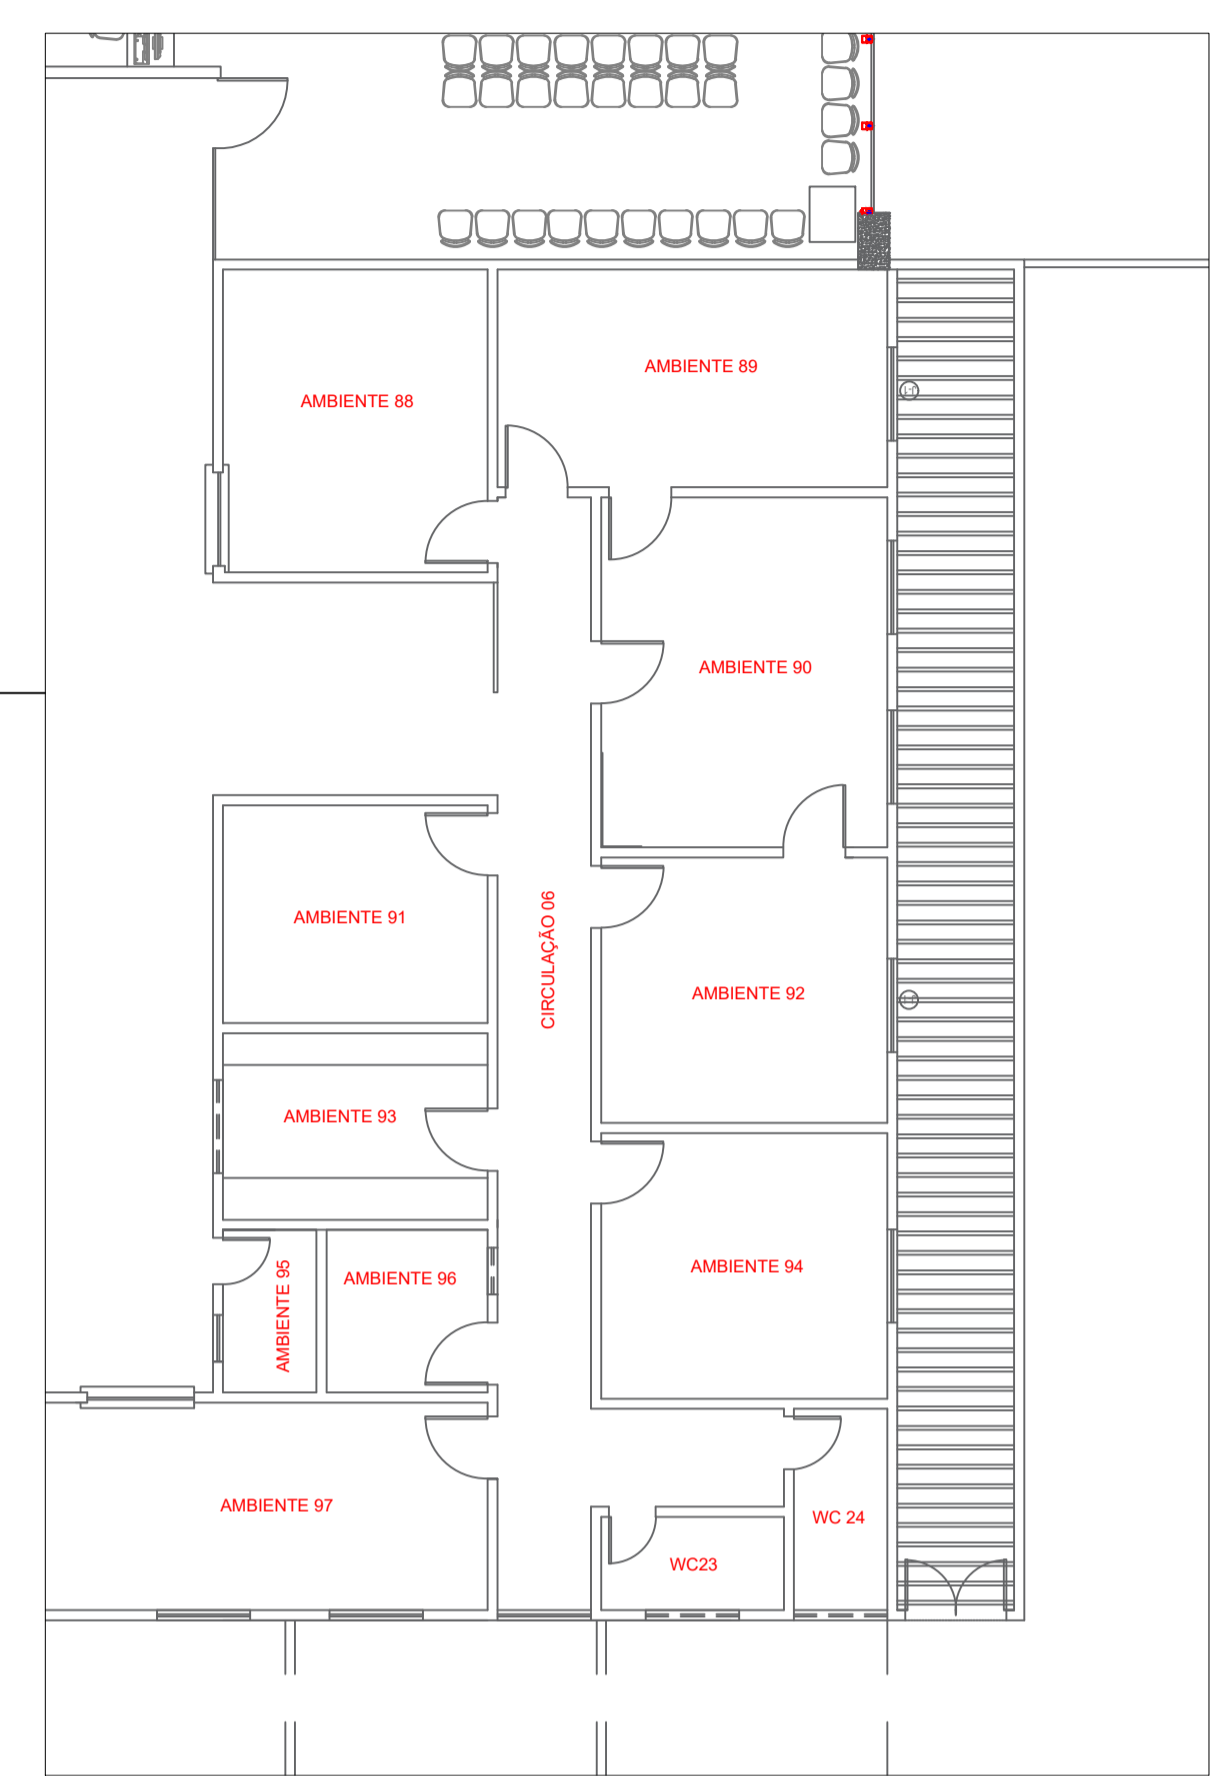 AMBIENTE 89
AMBIENTE 88
AMBIENTE 90
AMBIENTE 91
CIRCULAÇÃO 06
AMBIENTE 92
AMBIENTE 93
AMBIENTE 94
AMBIENTE 95
AMBIENTE 96
AMBIENTE 97
WC 24
WC23